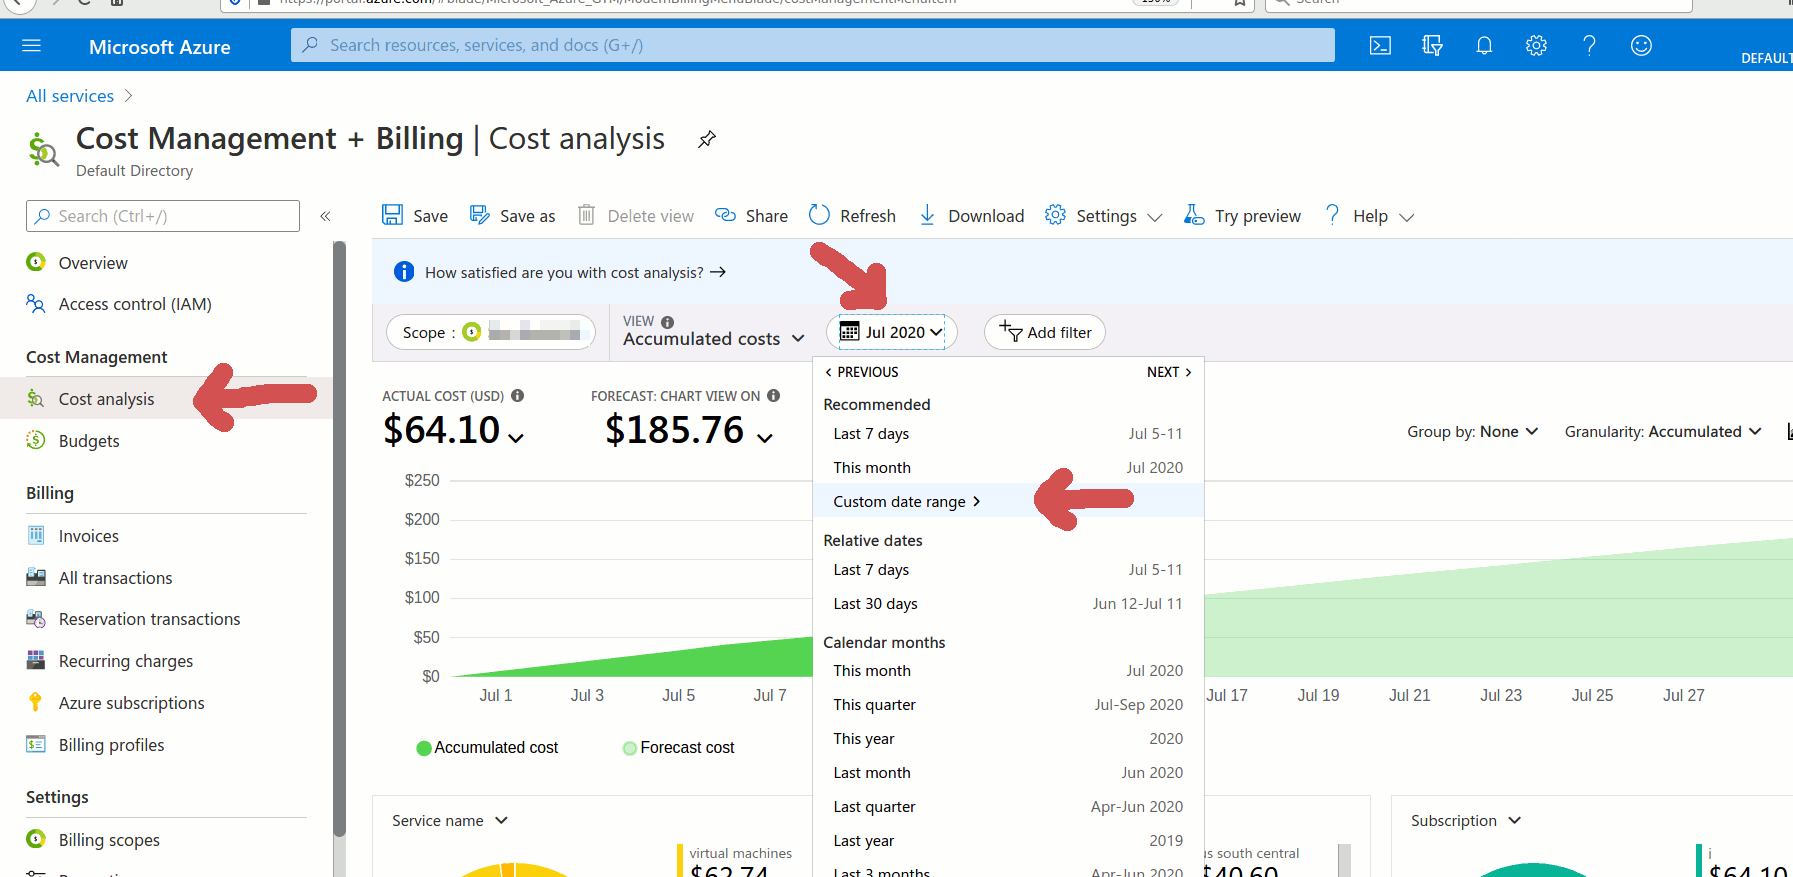 Microsoft Azure
Search resources, services, and docs (G+/)
DEFAULT
All services >
Cost Management + Billing | Cost analysis
Default Directory
Search (Ctrl+/)
«
Save
Save as
Delete view
Share
Refresh
Download
Settings
Try preview
Help
Overview
Access control (IAM)
Cost Management
Cost analysis
Budgets
Billing
Invoices
All transactions
Reservation transactions
Recurring charges
Azure subscriptions
Billing profiles
Settings
Billing scopes
How satisfied are you with cost analysis? →
Scope :
VIEW
Accumulated costs
Jul 2020
Add filter
ACTUAL COST (USD)
$64.10
FORECAST: CHART VIEW ON
$185.76
Group by: None
Granularity: Accumulated
< PREVIOUS
NEXT >
Recommended
Last 7 days Jul 5-11
This month Jul 2020
Custom date range >
Relative dates
Last 7 days Jul 5-11
Last 30 days Jun 12-Jul 11
Calendar months
This month Jul 2020
This quarter Jul-Sep 2020
This year 2020
Last month Jun 2020
Last quarter Apr-Jun 2020
Last year 2019
Last 3 months Apr-Jun 2020
$250
$200
$150
$100
$50
$0
Jul 1 Jul 3 Jul 5 Jul 7 Jul 17 Jul 19 Jul 21 Jul 23 Jul 25 Jul 27
Accumulated cost
Forecast cost
Service name
virtual machines
$62.74
us south central
$40.60
Subscription
i
$64.10